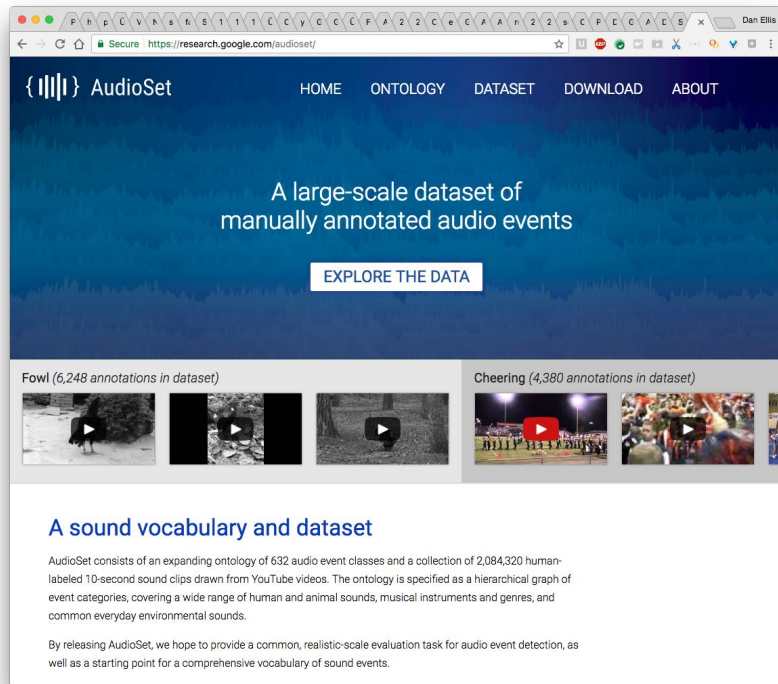 Dan Ellis
Secure https://research.google.com/audioset/
{ } AudioSet HOME ONTOLOGY DATASET DOWNLOAD ABOUT
A large-scale dataset of
manually annotated audio events
EXPLORE THE DATA
Fowl (6,248 annotations in dataset)
Cheering (4,380 annotations in dataset)
A sound vocabulary and dataset
AudioSet consists of an expanding ontology of 632 audio event classes and a collection of 2,084,320 human-
labeled 10-second sound clips drawn from YouTube videos. The ontology is specified as a hierarchical graph of
event categories, covering a wide range of human and animal sounds, musical instruments and genres, and
common everyday environmental sounds.
By releasing AudioSet, we hope to provide a common, realistic-scale evaluation task for audio event detection, as
well as a starting point for a comprehensive vocabulary of sound events.